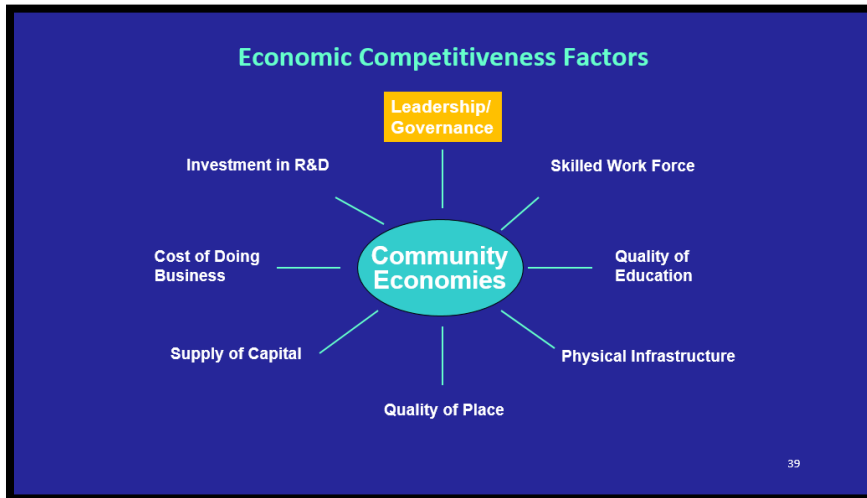 Economic Competitiveness Factors
Leadership/
Governance
Investment in R&D
Skilled Work Force
Cost of Doing
Business
Community
Economies
Quality of
Education
Supply of Capital
Physical Infrastructure
Quality of Place
39